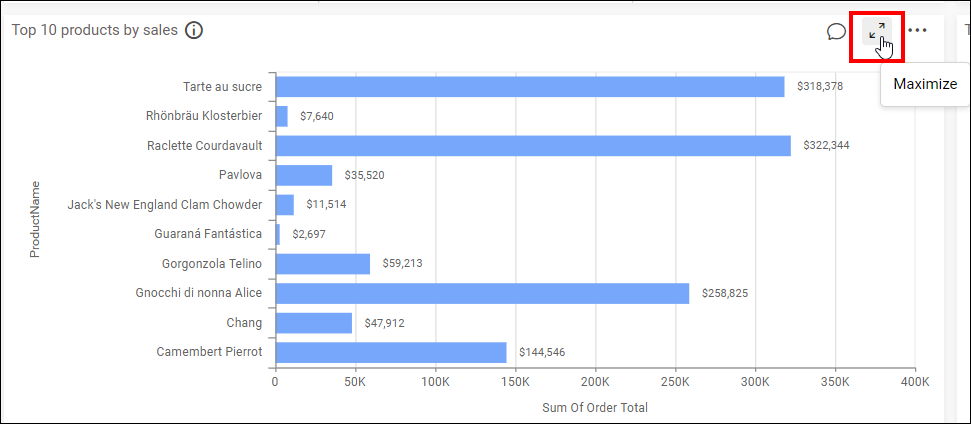 Top 10 products by sales
Maximize
Tarte au sucre $318,378
Rhönbräu Klosterbier $7,640
Raclette Courdavault $322,344
Pavlova $35,520
Jack's New England Clam Chowder $11,514
Guaraná Fantástica $2,697
Gorgonzola Telino $59,213
Gnocchi di nonna Alice $258,825
Chang $47,912
Camembert Pierrot $144,546
ProductName
0 50K 100K 150K 200K 250K 300K 350K 400K
Sum Of Order Total